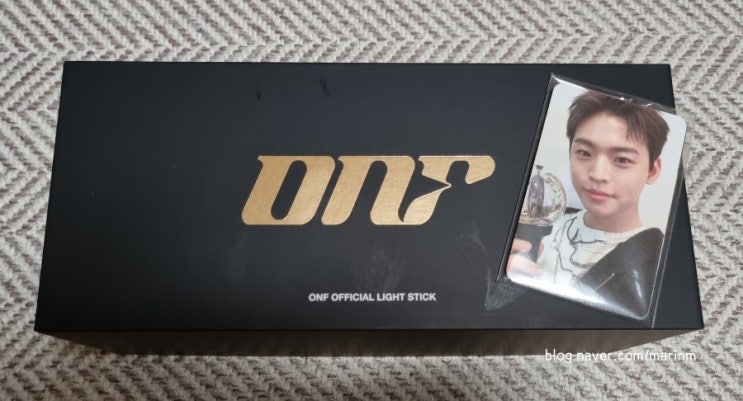 ONF
ONF OFFICIAL LIGHT STICK
blog.naver.com/marinm